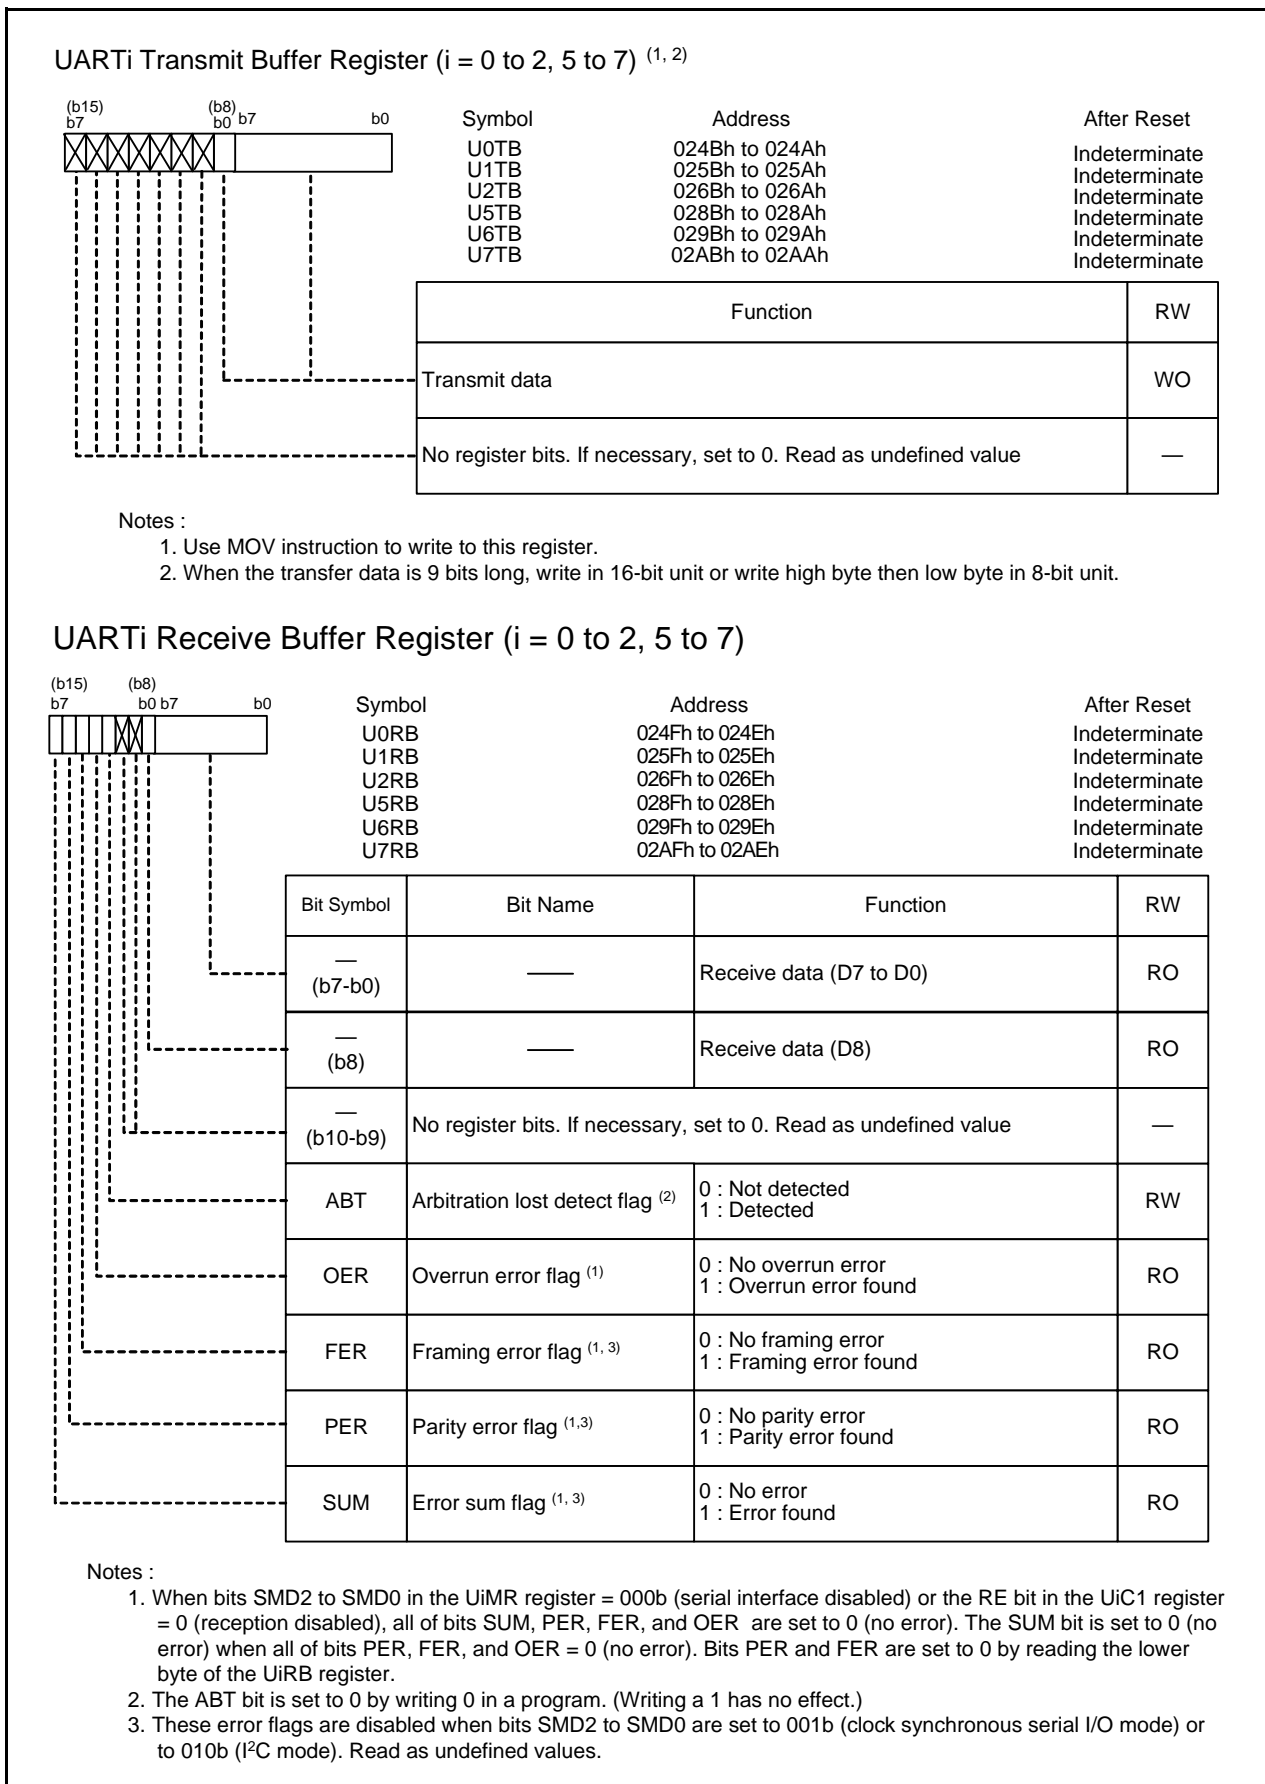 UARTi Transmit Buffer Register (i = 0 to 2, 5 to 7) (1, 2)
(b15) (b8)
b7 b0 b7 b0
Symbol Address After Reset
U0TB 024Bh to 024Ah Indeterminate
U1TB 025Bh to 025Ah Indeterminate
U2TB 026Bh to 026Ah Indeterminate
U5TB 028Bh to 028Ah Indeterminate
U6TB 029Bh to 029Ah Indeterminate
U7TB 02ABh to 02AAh Indeterminate
Function RW
Transmit data WO
No register bits. If necessary, set to 0. Read as undefined value —
Notes :
1. Use MOV instruction to write to this register.
2. When the transfer data is 9 bits long, write in 16-bit unit or write high byte then low byte in 8-bit unit.
UARTi Receive Buffer Register (i = 0 to 2, 5 to 7)
(b15) (b8)
b7 b0 b7 b0
Symbol Address After Reset
U0RB 024Fh to 024Eh Indeterminate
U1RB 025Fh to 025Eh Indeterminate
U2RB 026Fh to 026Eh Indeterminate
U5RB 028Fh to 028Eh Indeterminate
U6RB 029Fh to 029Eh Indeterminate
U7RB 02AFh to 02AEh Indeterminate
Bit Symbol Bit Name Function RW
—
(b7-b0) —— Receive data (D7 to D0) RO
—
(b8) —— Receive data (D8) RO
—
(b10-b9) No register bits. If necessary, set to 0. Read as undefined value —
ABT Arbitration lost detect flag (2) 0 : Not detected
1 : Detected RW
OER Overrun error flag (1) 0 : No overrun error
1 : Overrun error found RO
FER Framing error flag (1, 3) 0 : No framing error
1 : Framing error found RO
PER Parity error flag (1,3) 0 : No parity error
1 : Parity error found RO
SUM Error sum flag (1, 3) 0 : No error
1 : Error found RO
Notes :
1. When bits SMD2 to SMD0 in the UiMR register = 000b (serial interface disabled) or the RE bit in the UiC1 register
= 0 (reception disabled), all of bits SUM, PER, FER, and OER are set to 0 (no error). The SUM bit is set to 0 (no
error) when all of bits PER, FER, and OER = 0 (no error). Bits PER and FER are set to 0 by reading the lower
byte of the UiRB register.
2. The ABT bit is set to 0 by writing 0 in a program. (Writing a 1 has no effect.)
3. These error flags are disabled when bits SMD2 to SMD0 are set to 001b (clock synchronous serial I/O mode) or
to 010b (I²C mode). Read as undefined values.